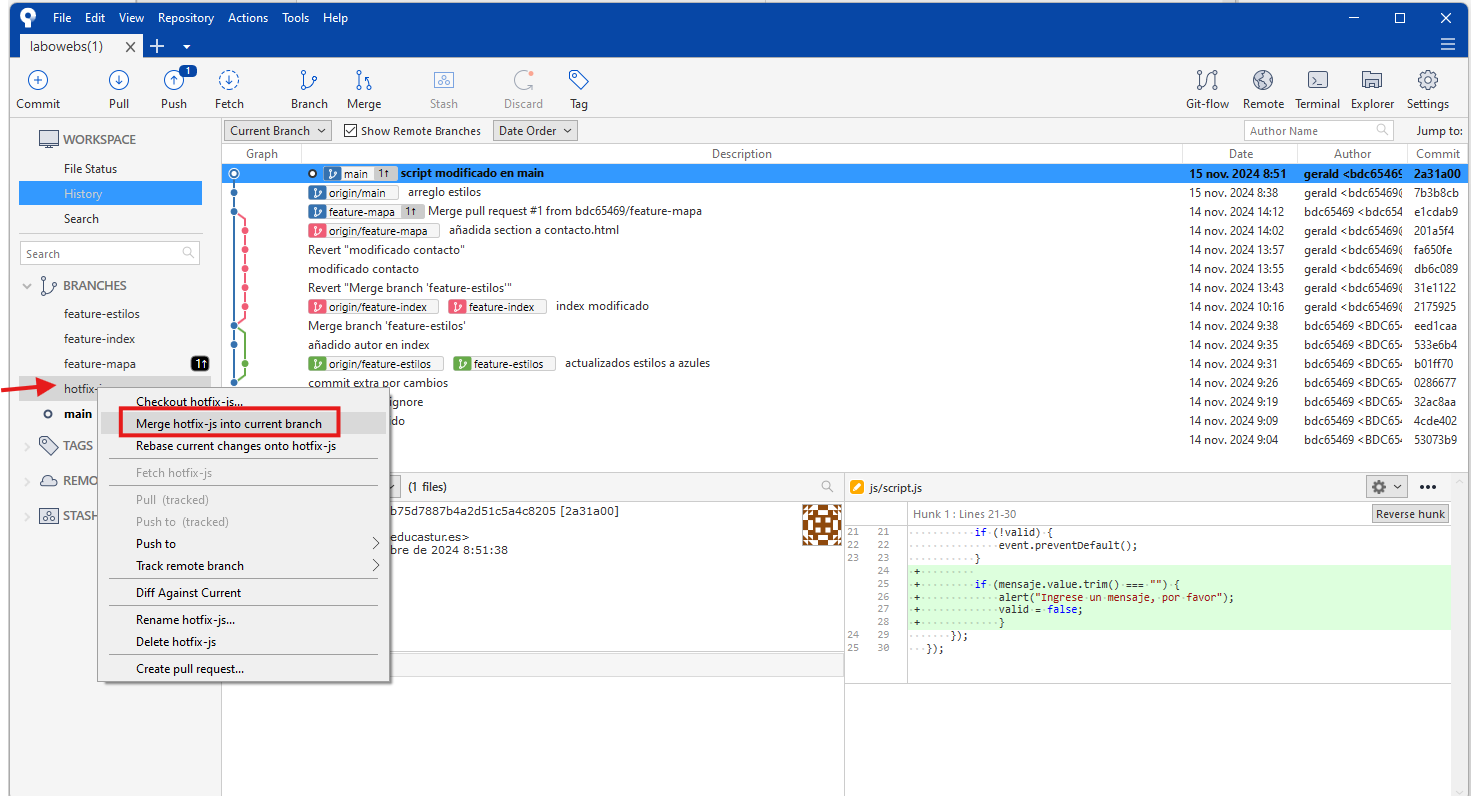 File Edit View Repository Actions Tools Help
labowebs(1)
1
Commit Pull Push Fetch Branch Merge Stash Discard Tag Git-flow Remote Terminal Explorer Settings
WORKSPACE
File Status
History
Search
Search
BRANCHES
feature-estilos
feature-index
feature-mapa 1↑
hotfix-j
main
TAGS
REMO
STASH
Current Branch Show Remote Branches Date Order Author Name Jump to:
Graph Description Date Author Commit
main 1↑ script modificado en main 15 nov. 2024 8:51 gerald <bdc65469 2a31a00
origin/main arreglo estilos 15 nov. 2024 8:38 gerald <bdc65469@ 7b3b8cb
feature-mapa 1↑ Merge pull request #1 from bdc65469/feature-mapa 14 nov. 2024 14:12 bdc65469 <bdc654 e1cdab9
origin/feature-mapa añadida section a contacto.html 14 nov. 2024 14:02 gerald <bdc65469@ 201a5f4
Revert "modificado contacto" 14 nov. 2024 13:57 gerald <bdc65469@ fa650fe
modificado contacto 14 nov. 2024 13:55 gerald <bdc65469@ db6c089
Revert "Merge branch 'feature-estilos'" 14 nov. 2024 13:43 gerald <bdc65469@ 31e1122
origin/feature-index feature-index index modificado 14 nov. 2024 10:16 gerald <bdc65469@ 2175925
Merge branch 'feature-estilos' 14 nov. 2024 9:38 bdc65469 <BDC654 eed1caa
añadido autor en index 14 nov. 2024 9:35 bdc65469 <BDC654 533e6b4
origin/feature-estilos feature-estilos actualizados estilos a azules 14 nov. 2024 9:31 bdc65469 <BDC654 b01ff70
commit extra por cambios 14 nov. 2024 9:26 bdc65469 <BDC654 0286677
ignore 14 nov. 2024 9:19 bdc65469 <BDC654 32ac8aa
do 14 nov. 2024 9:09 bdc65469 <BDC654 4cde402
14 nov. 2024 9:04 bdc65469 <BDC654 53073b9
Checkout hotfix-js...
Merge hotfix-js into current branch
Rebase current changes onto hotfix-js
Fetch hotfix-js
Pull (tracked)
Push to (tracked)
Push to
Track remote branch
Diff Against Current
Rename hotfix-js...
Delete hotfix-js
Create pull request...
(1 files)
b75d7887b4a2d51c5a4c8205 [2a31a00]
educastur.es>
bre de 2024 8:51:38
js/script.js
Hunk 1 : Lines 21-30 Reverse hunk
21 21 if (!valid) {
22 22 event.preventDefault();
23 23 }
24 +
25 + if (mensaje.value.trim() === "") {
26 + alert("Ingrese un mensaje, por favor");
27 + valid = false;
28 + }
24 29 });
25 30 });